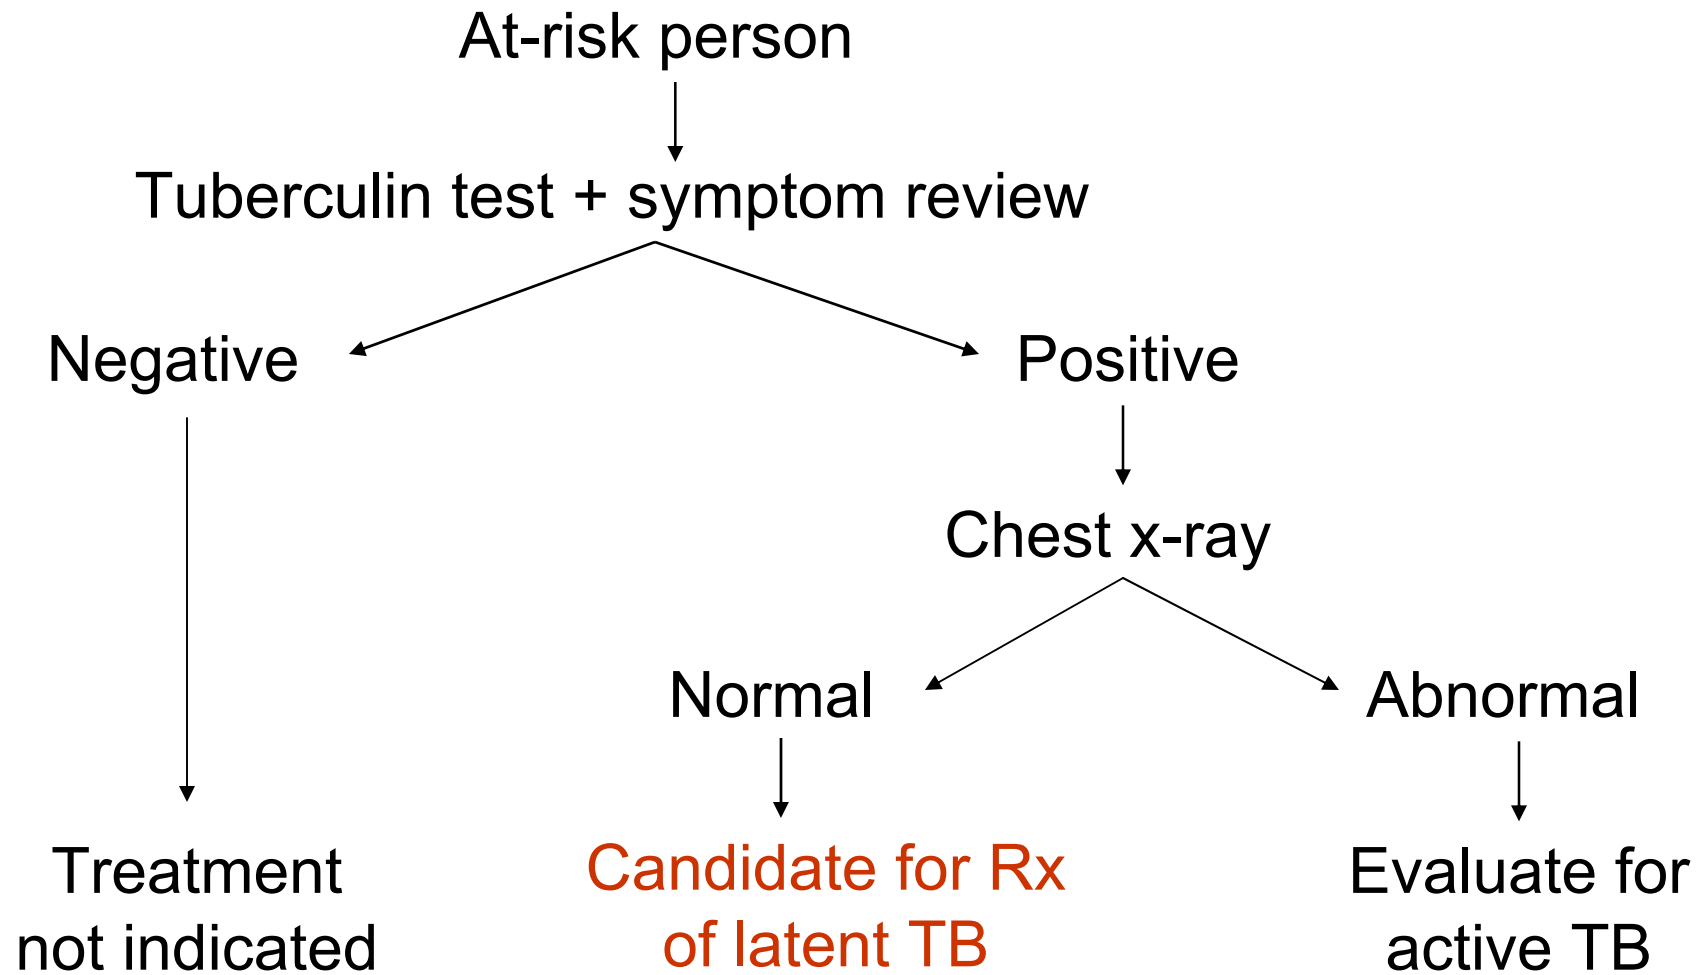 At-risk person
Tuberculin test + symptom review
Negative
Positive
Chest x-ray
Normal
Abnormal
Treatment
not indicated
Candidate for Rx
of latent TB
Evaluate for
active TB